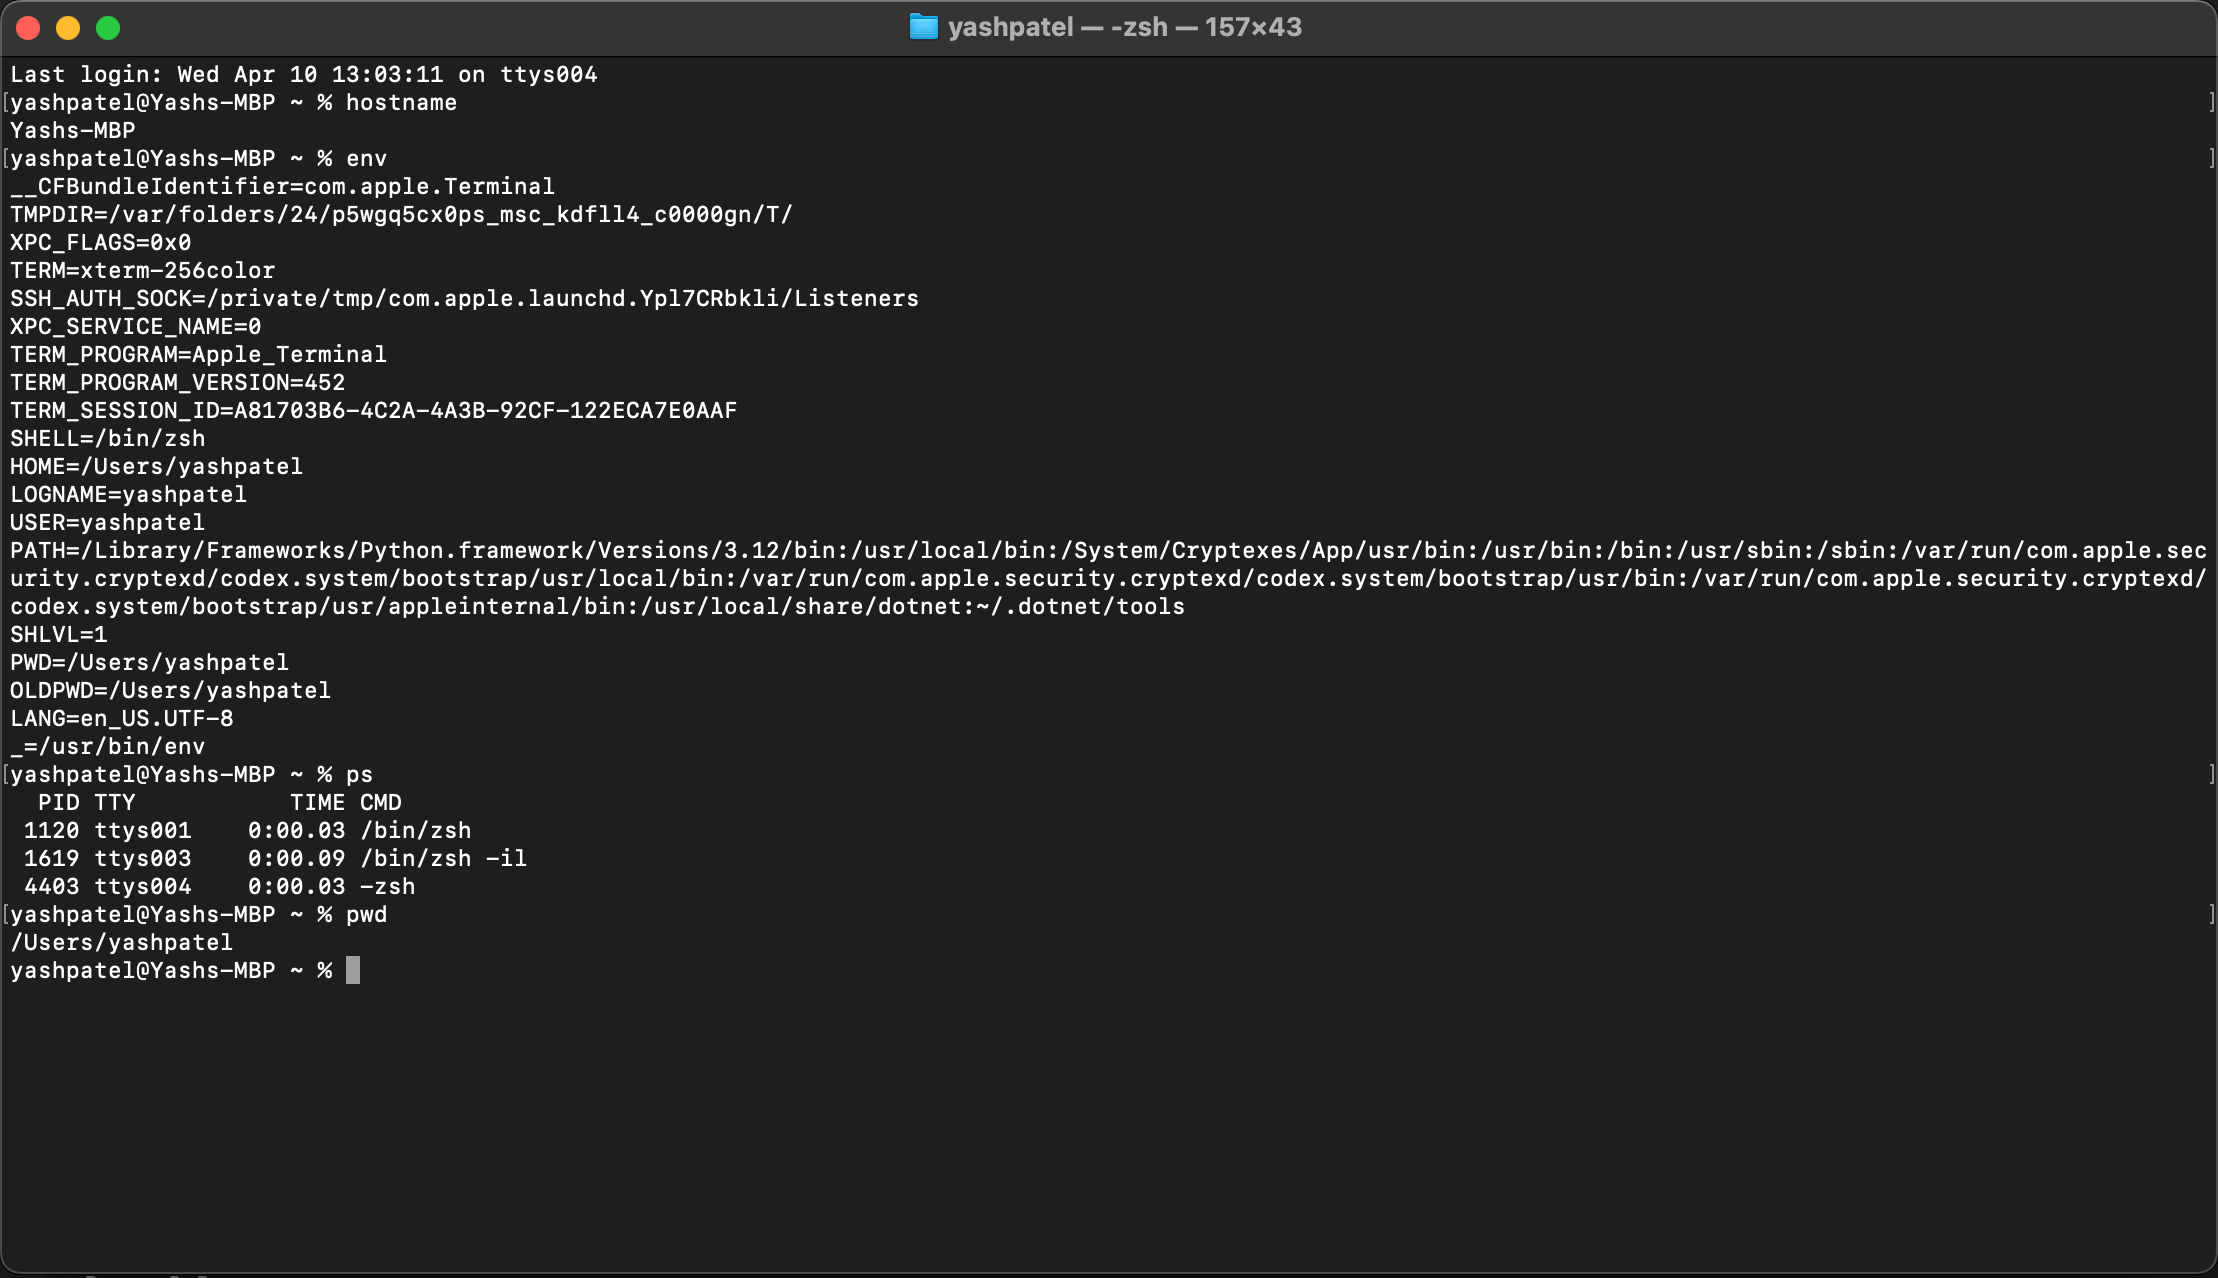 yashpatel — -zsh — 157×43
Last login: Wed Apr 10 13:03:11 on ttys004
[yashpatel@Yashs-MBP ~ % hostname ]
Yashs-MBP
[yashpatel@Yashs-MBP ~ % env ]
__CFBundleIdentifier=com.apple.Terminal
TMPDIR=/var/folders/24/p5wgq5cx0ps_msc_kdfll4_c0000gn/T/
XPC_FLAGS=0x0
TERM=xterm-256color
SSH_AUTH_SOCK=/private/tmp/com.apple.launchd.Ypl7CRbkli/Listeners
XPC_SERVICE_NAME=0
TERM_PROGRAM=Apple_Terminal
TERM_PROGRAM_VERSION=452
TERM_SESSION_ID=A81703B6-4C2A-4A3B-92CF-122ECA7E0AAF
SHELL=/bin/zsh
HOME=/Users/yashpatel
LOGNAME=yashpatel
USER=yashpatel
PATH=/Library/Frameworks/Python.framework/Versions/3.12/bin:/usr/local/bin:/System/Cryptexes/App/usr/bin:/usr/bin:/bin:/usr/sbin:/sbin:/var/run/com.apple.sec
urity.cryptexd/codex.system/bootstrap/usr/local/bin:/var/run/com.apple.security.cryptexd/codex.system/bootstrap/usr/bin:/var/run/com.apple.security.cryptexd/
codex.system/bootstrap/usr/appleinternal/bin:/usr/local/share/dotnet:~/.dotnet/tools
SHLVL=1
PWD=/Users/yashpatel
OLDPWD=/Users/yashpatel
LANG=en_US.UTF-8
_=/usr/bin/env
[yashpatel@Yashs-MBP ~ % ps ]
  PID TTY           TIME CMD
 1120 ttys001    0:00.03 /bin/zsh
 1619 ttys003    0:00.09 /bin/zsh -il
 4403 ttys004    0:00.03 -zsh
[yashpatel@Yashs-MBP ~ % pwd ]
/Users/yashpatel
yashpatel@Yashs-MBP ~ %